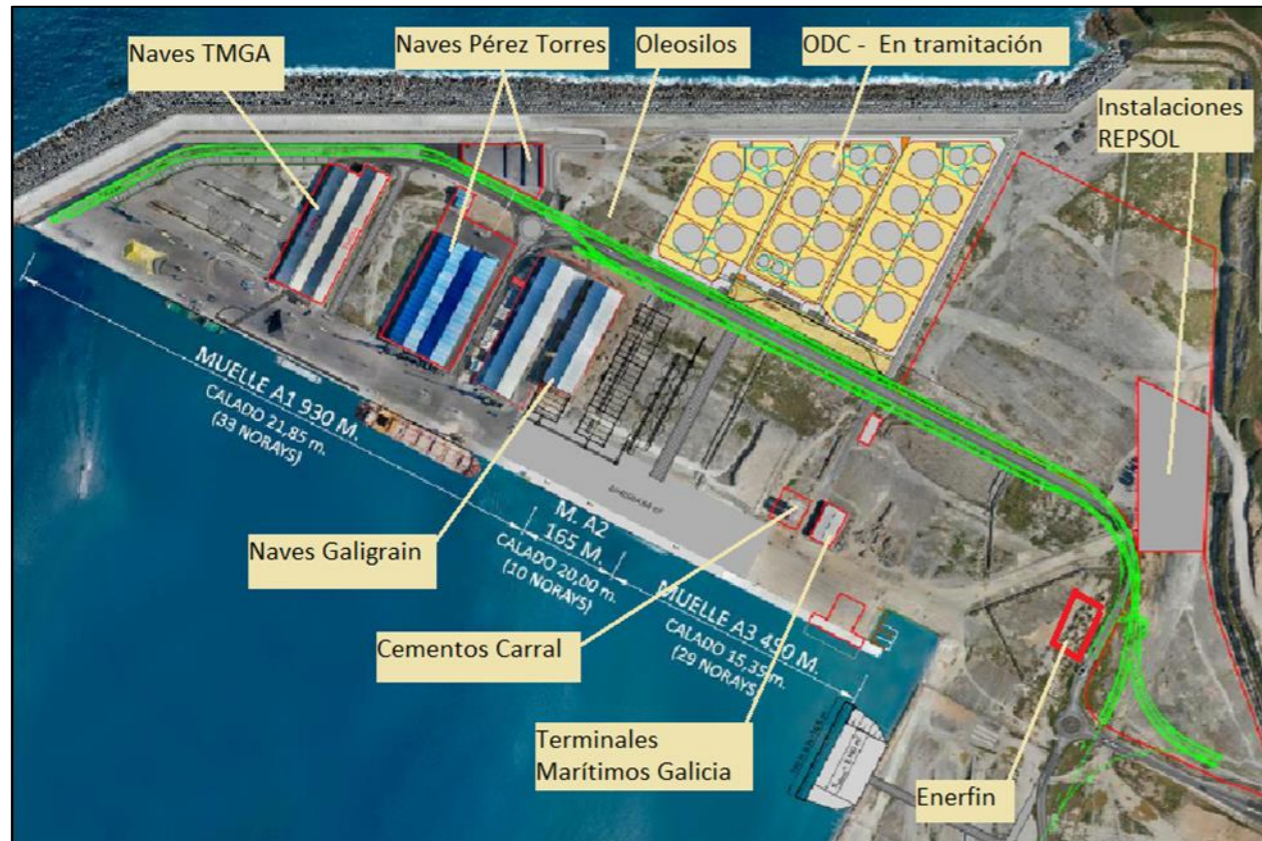 Naves TMGA
Naves Pérez Torres
Oleosilos
ODC - En tramitación
Instalaciones
REPSOL
MUELLE A1 930 M.
CALADO 21,85 m.
(33 NORAYS)
M. A2
165 M.
CALADO 20,00 m.
(10 NORAYS)
MUELLE A3 490 M.
CALADO 15,35 m.
(29 NORAYS)
Naves Galigrain
Cementos Carral
Terminales
Marítimos Galicia
Enerfin